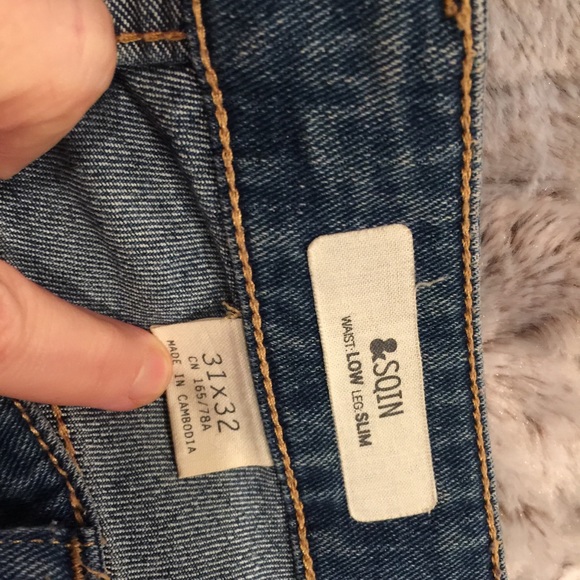 31X32
CN 165/78A
MADE IN CAMBODIA
&SQIN
WAIST:LOW LEG:SLIM